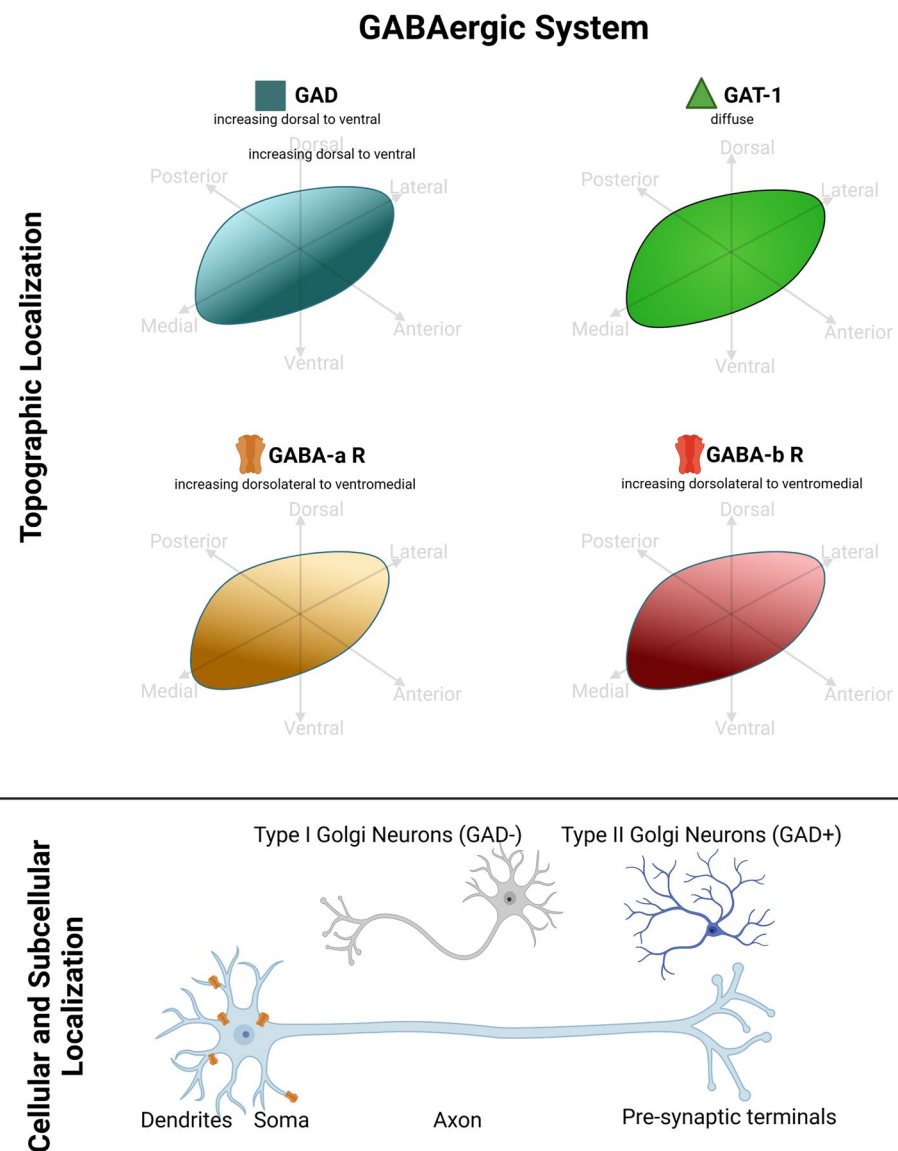 GABAergic System
GAD
increasing dorsal to ventral
Dorsal
increasing dorsal to ventral
Posterior
Lateral
Medial
Anterior
Ventral
GAT-1
diffuse
Dorsal
Posterior
Lateral
Medial
Anterior
Ventral
Topographic Localization
GABA-a R
increasing dorsolateral to ventromedial
Dorsal
Posterior
Lateral
Medial
Anterior
Ventral
GABA-b R
increasing dorsolateral to ventromedial
Dorsal
Posterior
Lateral
Medial
Anterior
Ventral
Cellular and Subcellular
Localization
Type I Golgi Neurons (GAD-)
Type II Golgi Neurons (GAD+)
Dendrites
Soma
Axon
Pre-synaptic terminals